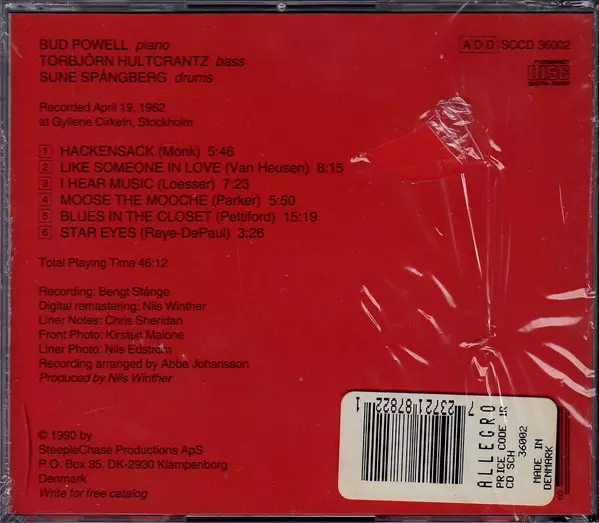 BUD POWELL piano
TORBJÖRN HULTCRANTZ bass
SUNE SPÅNGBERG drums
A D D SCCD 36002
COMPACT
disc
DIGITAL AUDIO
Recorded April 19, 1962
at Gyllene Cirkeln, Stockholm
1 HACKENSACK (Monk) 5:46
2 LIKE SOMEONE IN LOVE (Van Heusen) 8:15
3 I HEAR MUSIC (Loesser) 7:23
4 MOOSE THE MOOCHE (Parker) 5:50
5 BLUES IN THE CLOSET (Pettiford) 15:19
6 STAR EYES (Raye-DePaul) 3:26
Total Playing Time 46:12
Recording: Bengt Stånge
Digital remastering: Nils Winther
Liner Notes: Chris Sheridan
Front Photo: Kirsten Malone
Liner Photo: Nils Edström
Recording arranged by Abbe Johansson
Produced by Nils Winther
© 1990 by
SteepleChase Productions ApS
P.O. Box 35, DK-2930 Klampenborg
Denmark
Write for free catalog
1 23721 87822 7
ALLEGRO
PRICE CODE 1R
CD SCH 36002
MADE IN
DENMARK